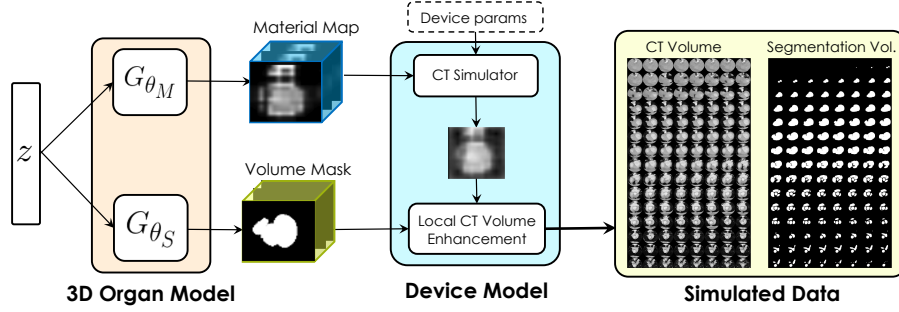 Device params
Material Map
CT Volume
Segmentation Vol.
G_{θ_M}
CT Simulator
z
Volume Mask
G_{θ_S}
Local CT Volume
Enhancement
3D Organ Model
Device Model
Simulated Data